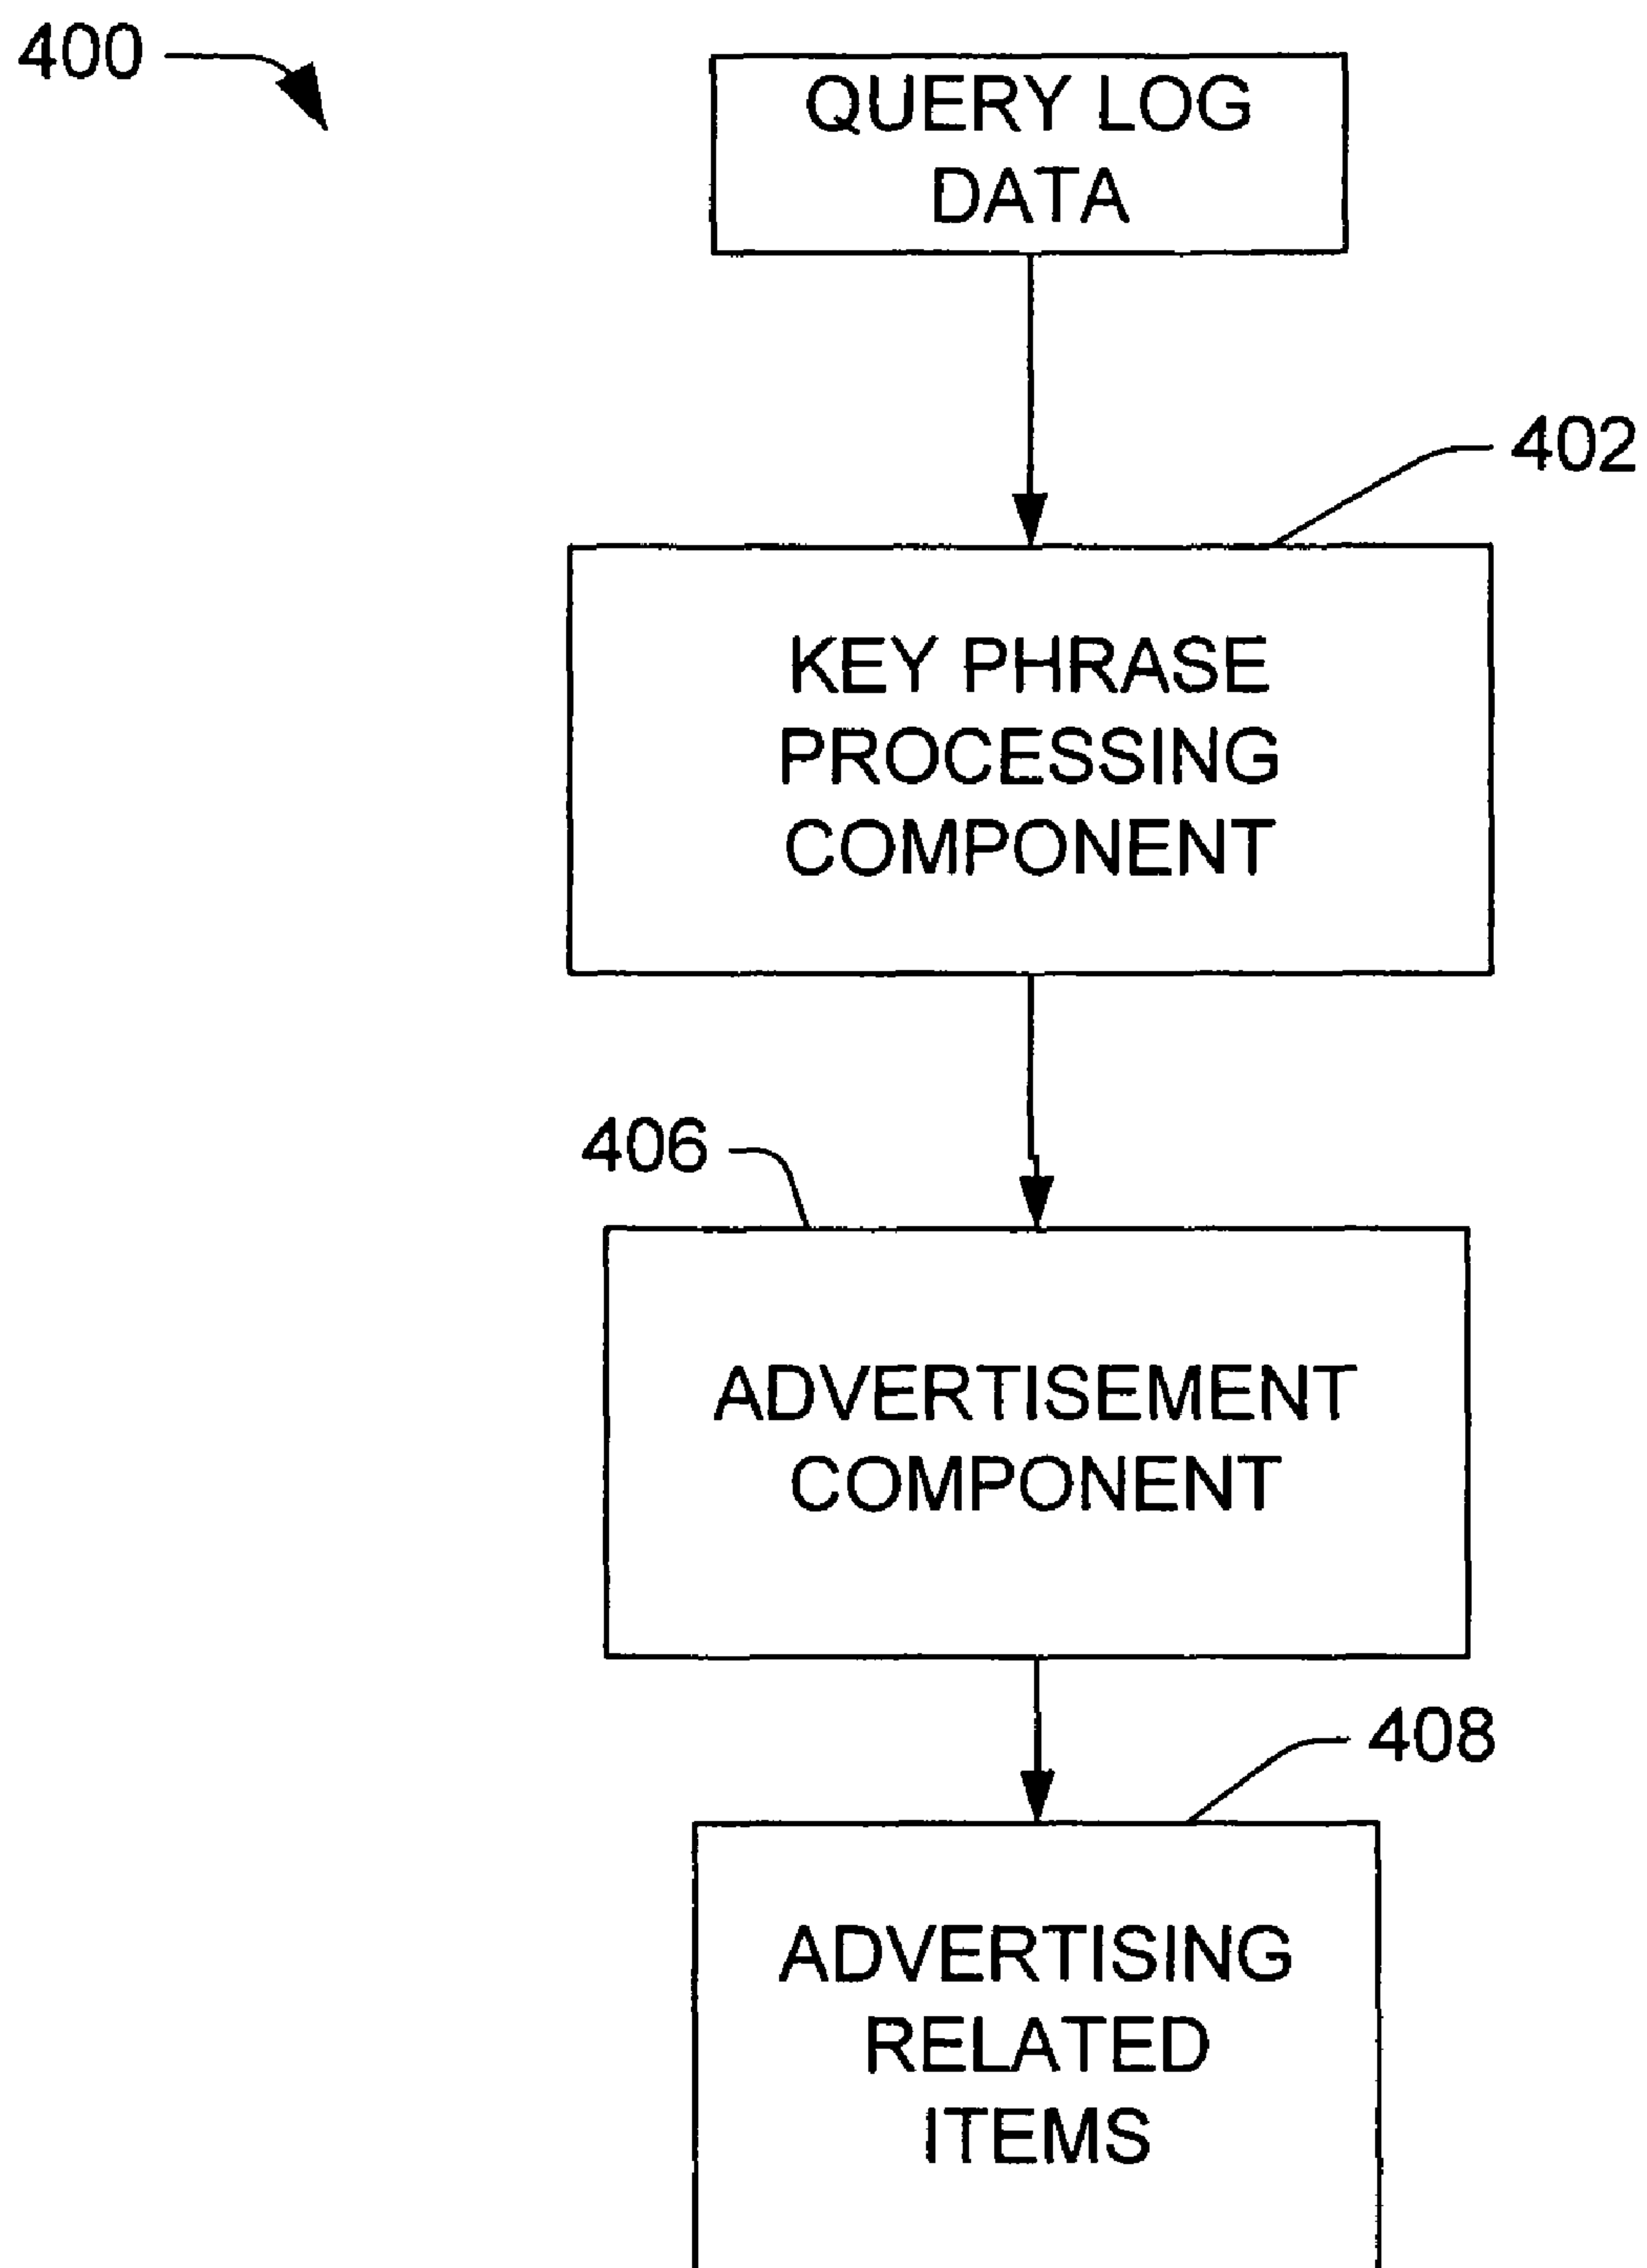 400
QUERY LOG
DATA
402
KEY PHRASE
PROCESSING
COMPONENT
406
ADVERTISEMENT
COMPONENT
408
ADVERTISING
RELATED
ITEMS